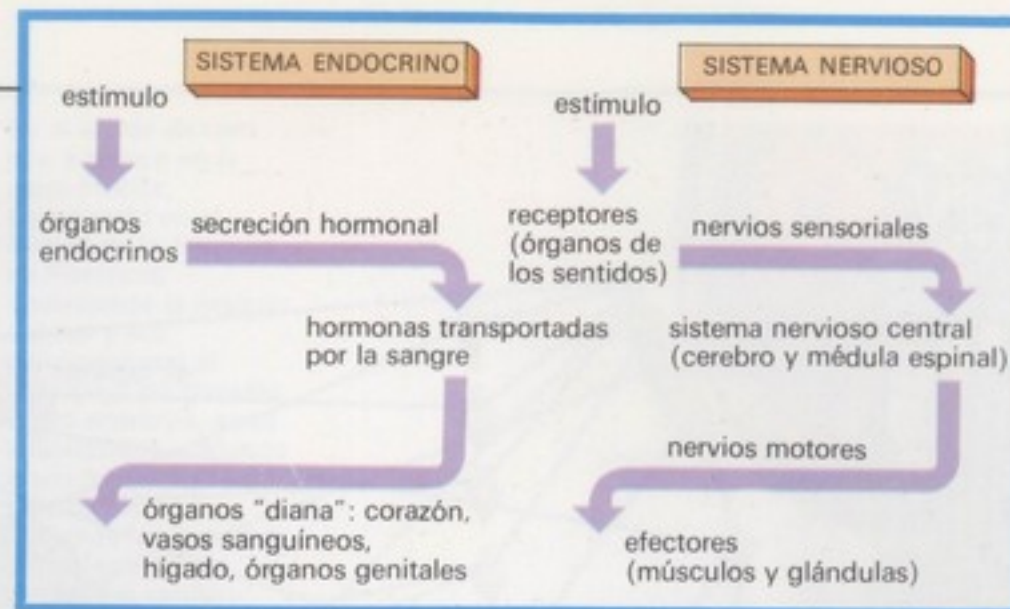 SISTEMA ENDOCRINO
estímulo
órganos
endocrinos
secreción hormonal
hormonas transportadas
por la sangre
órganos "diana": corazón,
vasos sanguíneos,
hígado, órganos genitales
SISTEMA NERVIOSO
estímulo
receptores
(órganos de
los sentidos)
nervios sensoriales
sistema nervioso central
(cerebro y médula espinal)
nervios motores
efectores
(músculos y glándulas)